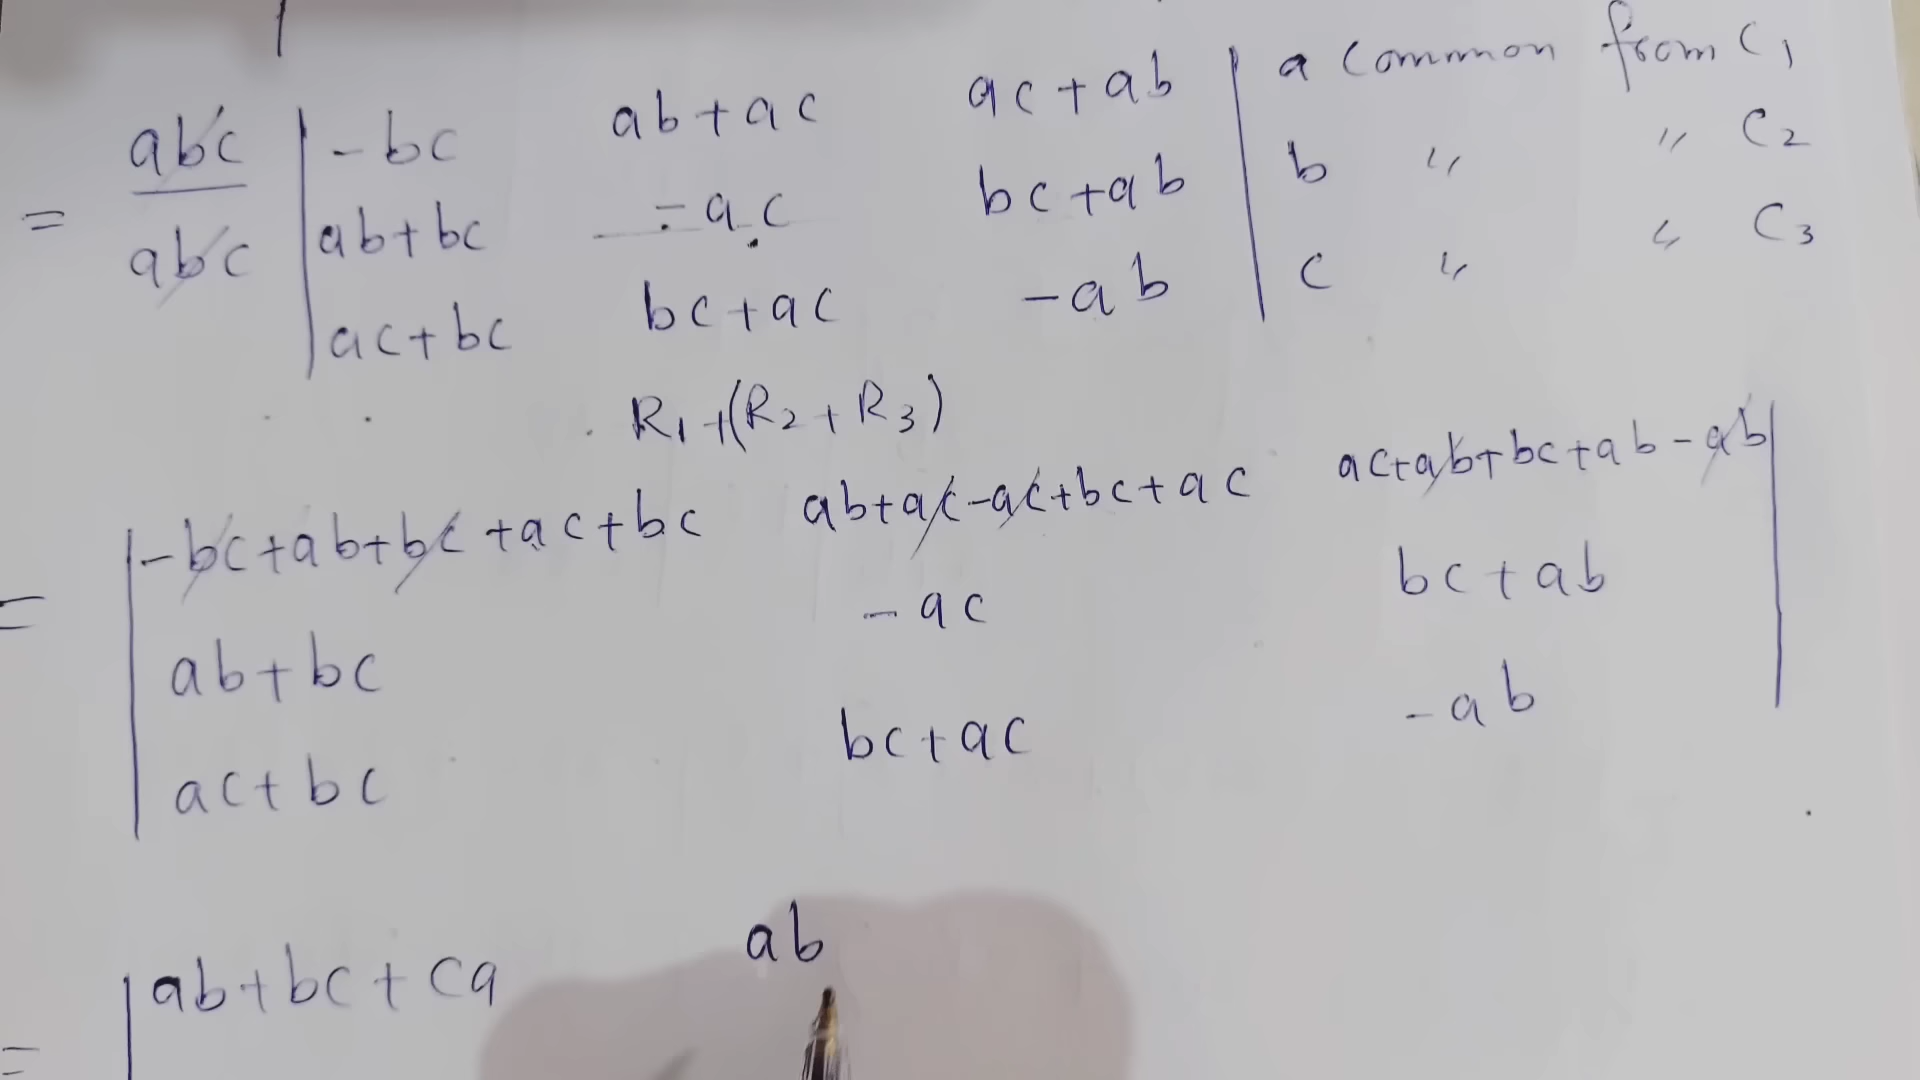 abc | -bc ab+ac ac+ab | a common from C1
= abc | ab+bc -ac bc+ab | b " " C2
| ac+bc bc+ac -ab | c " " C3
R1+(R2+R3)
| -bc+ab+bc+ac+bc ab+ac-ac+bc+ac ac+ab+bc+ab-ab |
= | ab+bc -ac bc+ab |
| ac+bc bc+ac -ab |
= | ab+bc+ca ab